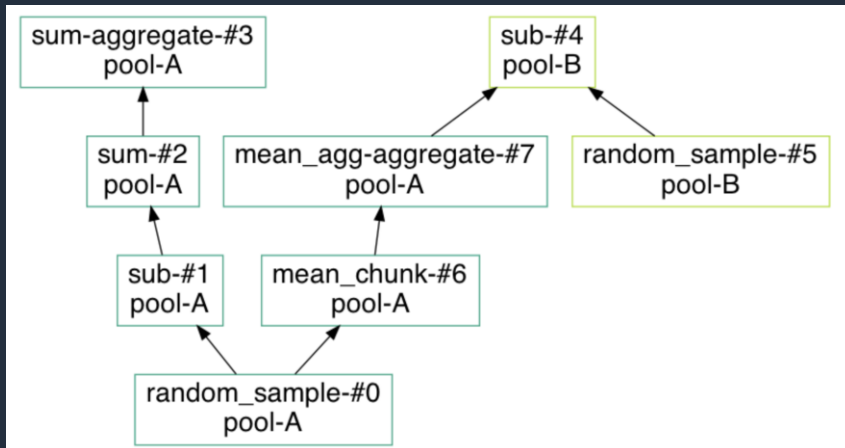 sum-aggregate-#3
pool-A
sub-#4
pool-B
sum-#2
pool-A
mean_agg-aggregate-#7
pool-A
random_sample-#5
pool-B
sub-#1
pool-A
mean_chunk-#6
pool-A
random_sample-#0
pool-A